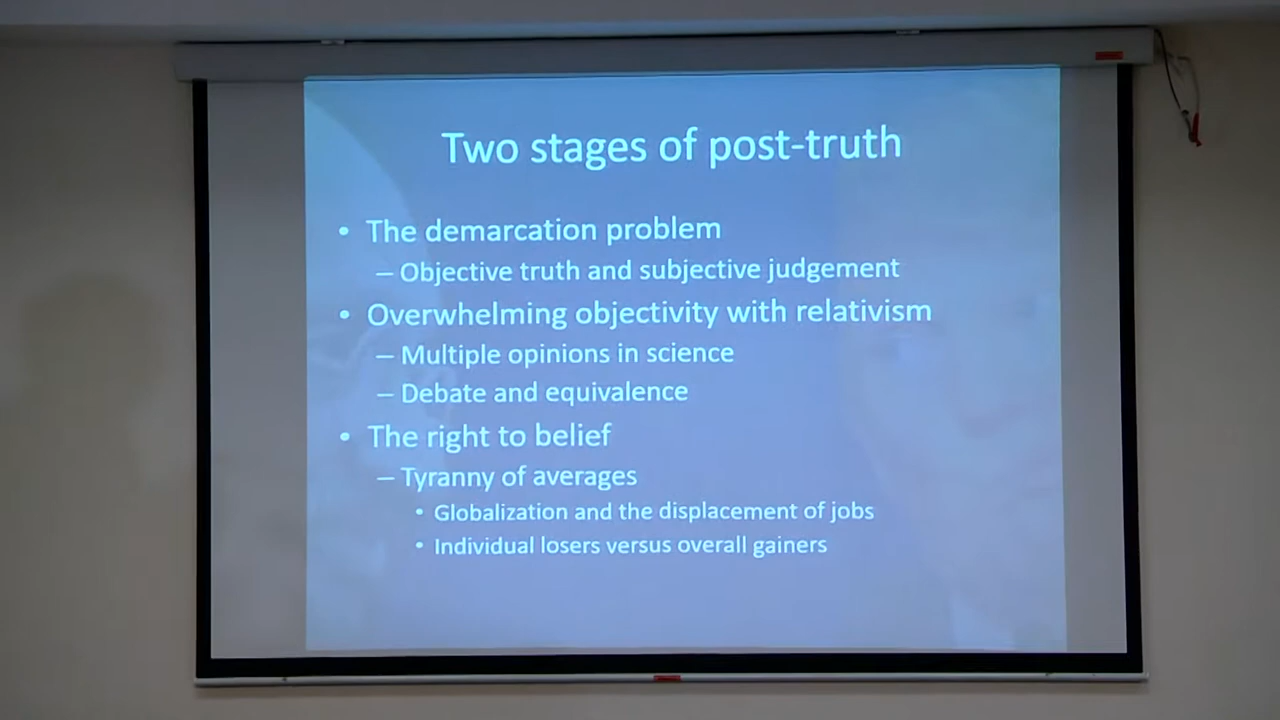 Two stages of post-truth
• The demarcation problem
– Objective truth and subjective judgement
• Overwhelming objectivity with relativism
– Multiple opinions in science
– Debate and equivalence
• The right to belief
– Tyranny of averages
• Globalization and the displacement of jobs
• Individual losers versus overall gainers